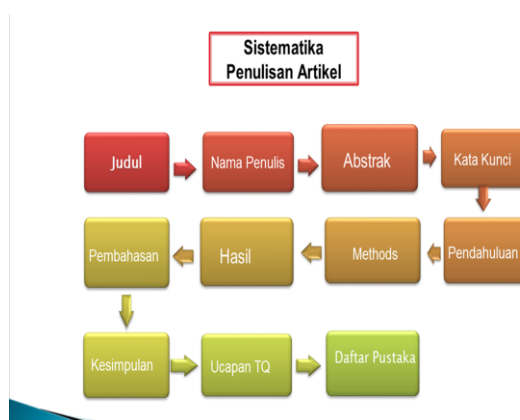 Sistematika
Penulisan Artikel
Judul
Nama Penulis
Abstrak
Kata Kunci
Pendahuluan
Methods
Hasil
Pembahasan
Kesimpulan
Ucapan TQ
Daftar Pustaka